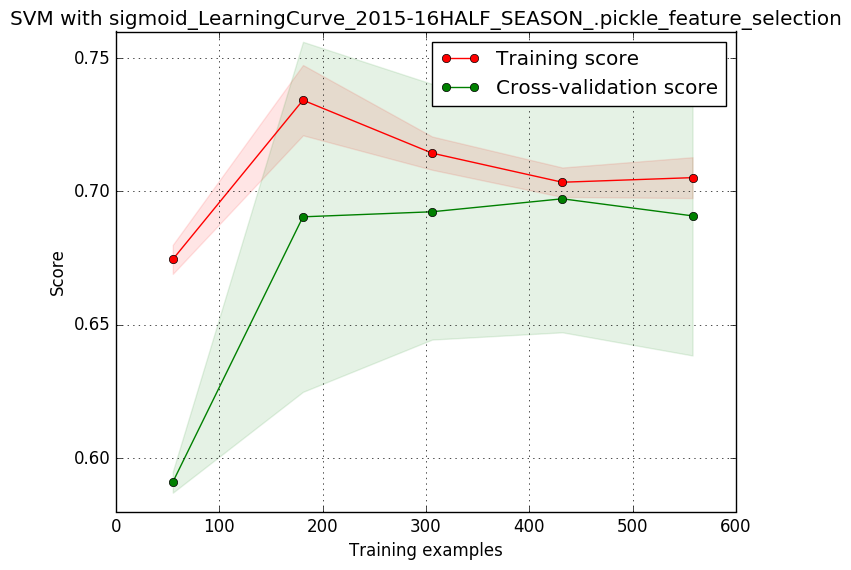 SVM with sigmoid_LearningCurve_2015-16HALF_SEASON_.pickle_feature_selection
Training score
Cross-validation score
0.75
0.70
0.65
0.60
Score
0 100 200 300 400 500 600
Training examples